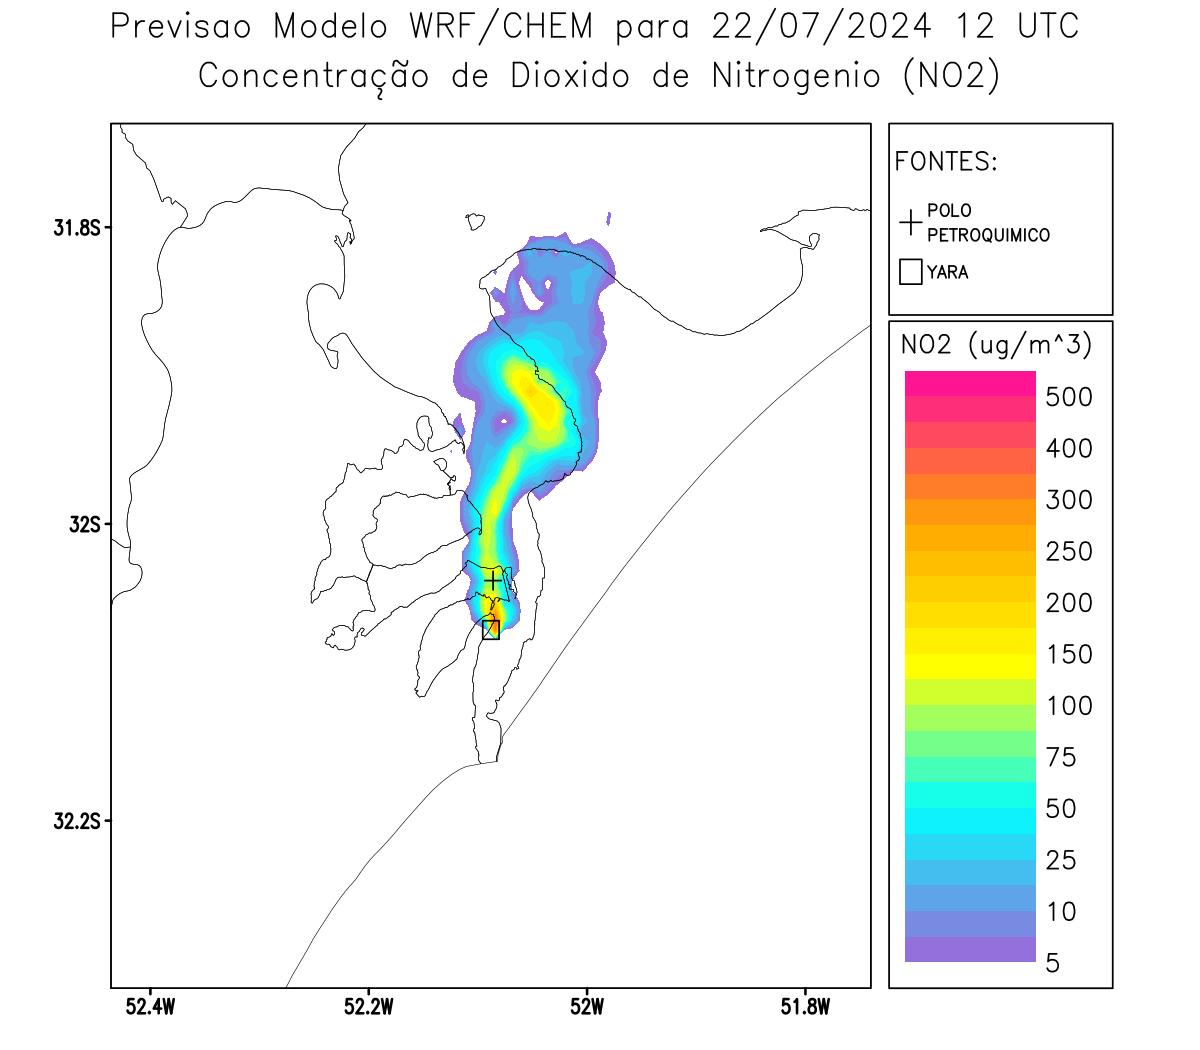 Previsao Modelo WRF/CHEM para 22/07/2024 12 UTC
Concentração de Dioxido de Nitrogenio (NO2)
FONTES:
POLO
PETROQUIMICO
YARA
NO2 (ug/m^3)
500
400
300
250
200
150
100
75
50
25
10
5
31.8S
32S
32.2S
52.4W
52.2W
52W
51.8W